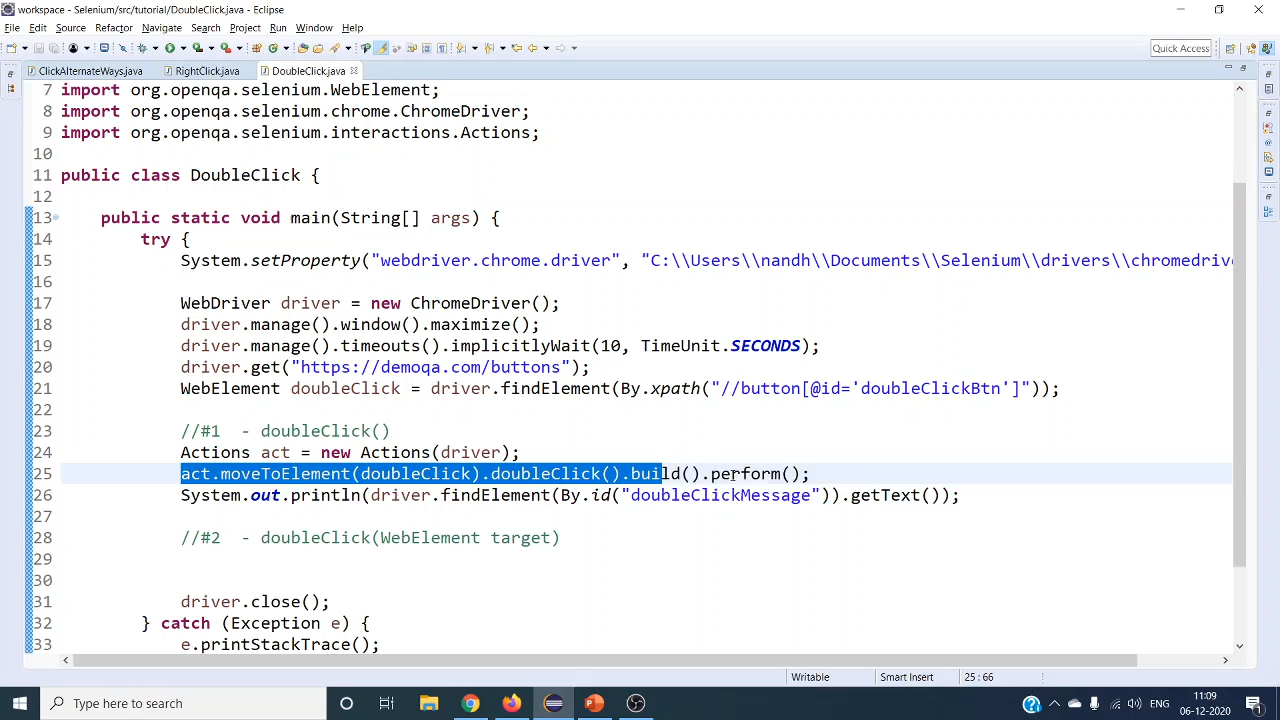 workspace - Selenium/src/tutorial/DoubleClick.java - Eclipse
File Edit Source Refactor Navigate Search Project Run Window Help
Quick Access
ClickAlternateWays.java RightClick.java DoubleClick.java
7 import org.openqa.selenium.WebElement;
8 import org.openqa.selenium.chrome.ChromeDriver;
9 import org.openqa.selenium.interactions.Actions;
10
11 public class DoubleClick {
12
13 public static void main(String[] args) {
14 try {
15 System.setProperty("webdriver.chrome.driver", "C:\\Users\\nandh\\Documents\\Selenium\\drivers\\chromedrive
16
17 WebDriver driver = new ChromeDriver();
18 driver.manage().window().maximize();
19 driver.manage().timeouts().implicitlyWait(10, TimeUnit.SECONDS);
20 driver.get("https://demoqa.com/buttons");
21 WebElement doubleClick = driver.findElement(By.xpath("//button[@id='doubleClickBtn']"));
22
23 //#1  - doubleClick()
24 Actions act = new Actions(driver);
25 act.moveToElement(doubleClick).doubleClick().build().perform();
26 System.out.println(driver.findElement(By.id("doubleClickMessage")).getText());
27
28 //#2  - doubleClick(WebElement target)
29
30
31 driver.close();
32 } catch (Exception e) {
33 e.printStackTrace();
Writable Smart Insert 25 : 66
Type here to search
ENG
11:09
06-12-2020
1